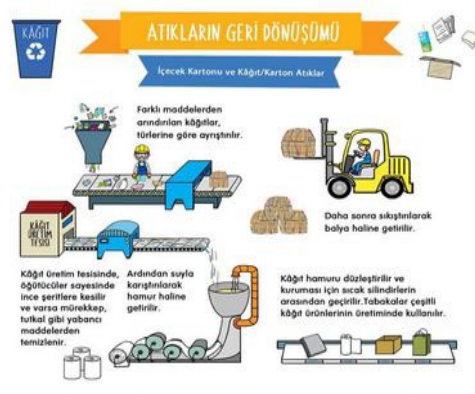 KÂĞIT
ATIKLARIN GERİ DÖNÜŞÜMÜ
İçecek Kartonu ve Kâğıt/Karton Atıklar
Farklı maddelerden
arındırılan kâğıtlar,
türlerine göre ayrıştırılır.
Daha sonra sıkıştırılarak
balya haline getirilir.
KÂĞIT
ÜRETİM
TESİSİ
Kâğıt üretim tesisinde,
öğütücüler sayesinde
ince şeritlere kesilir
ve varsa mürekkep,
tutkal gibi yabancı
maddelerden
temizlenir.
Ardından suyla
karıştırılarak
hamur haline
getirilir.
Kâğıt hamuru düzleştirilir ve
kuruması için sıcak silindirlerin
arasından geçirilir.Tabakalar çeşitli
kâğıt ürünlerinin üretiminde kullanılır.